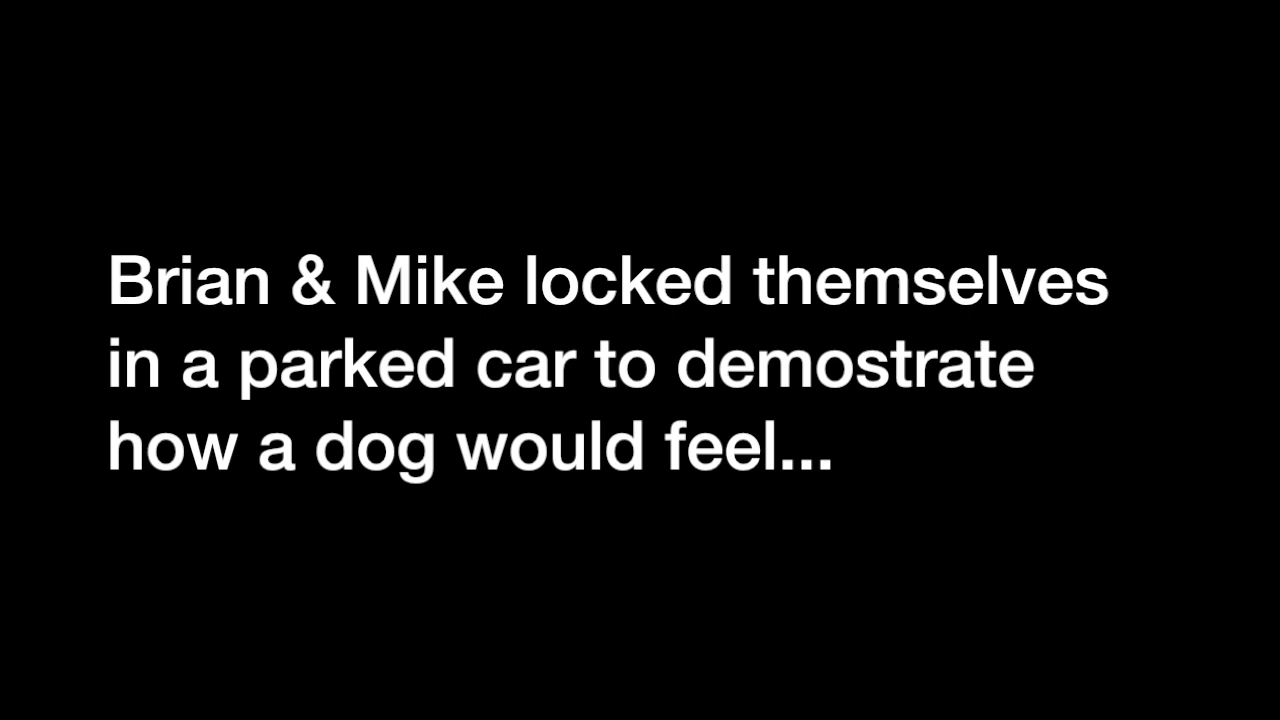 Brian & Mike locked themselves
in a parked car to demostrate
how a dog would feel...